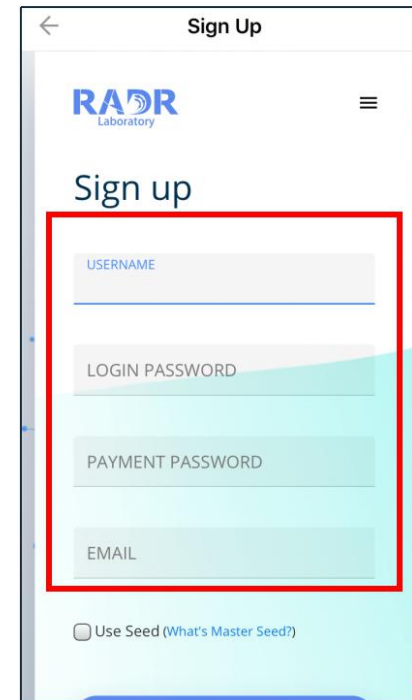 Sign Up
RADR
Laboratory
Sign up
USERNAME
LOGIN PASSWORD
PAYMENT PASSWORD
EMAIL
Use Seed (What's Master Seed?)